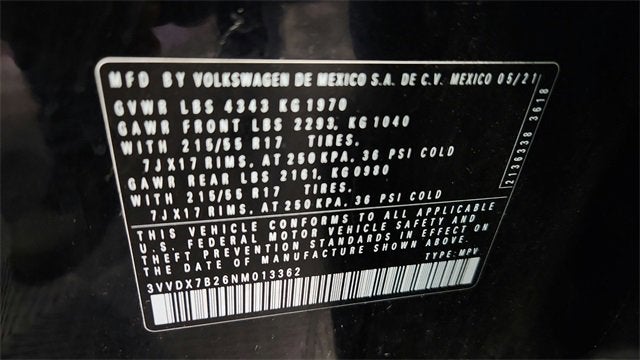 MFD BY VOLKSWAGEN DE MEXICO S.A. DE C.V. MEXICO 05/21
GVWR LBS 4343 KG 1970
GAWR FRONT LBS 2293, KG 1040
WITH 215/55 R17 TIRES.
7JX17 RIMS, AT 250 KPA, 36 PSI COLD
GAWR REAR LBS 2161, KG 0980
WITH 215/55 R17 TIRES.
7JX17 RIMS, AT 250 KPA, 36 PSI COLD
2136338 3618
THIS VEHICLE CONFORMS TO ALL APPLICABLE
U.S. FEDERAL MOTOR VEHICLE SAFETY AND
THEFT PREVENTION STANDARDS IN EFFECT ON
THE DATE OF MANUFACTURE SHOWN ABOVE.
3VVDX7B26NM013362 TYPE: MPV